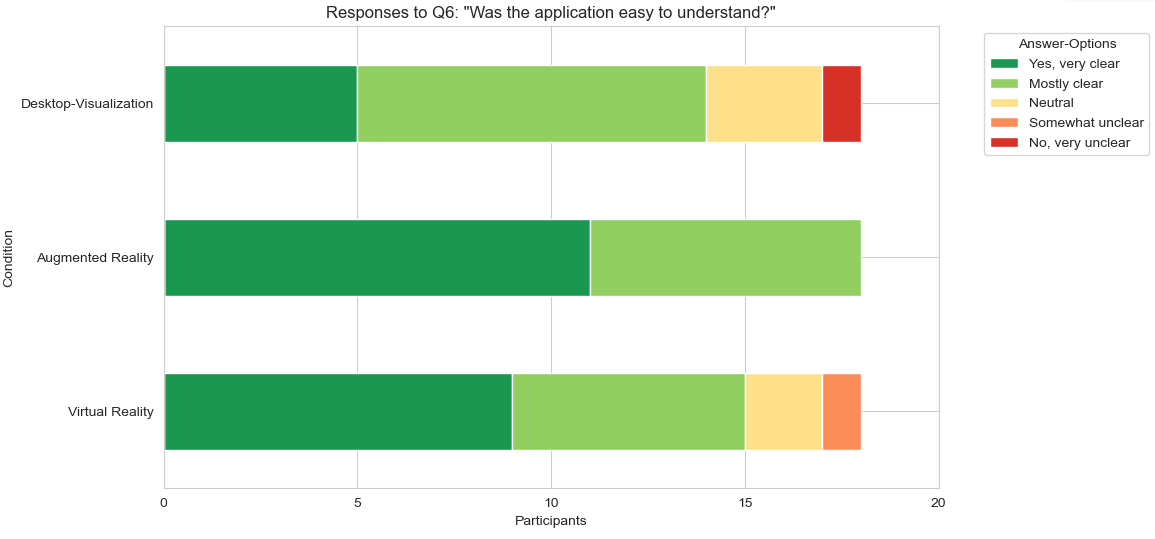 Responses to Q6: "Was the application easy to understand?"
Answer-Options
Yes, very clear
Mostly clear
Neutral
Somewhat unclear
No, very unclear
Condition
Desktop-Visualization
Augmented Reality
Virtual Reality
0 5 10 15 20
Participants